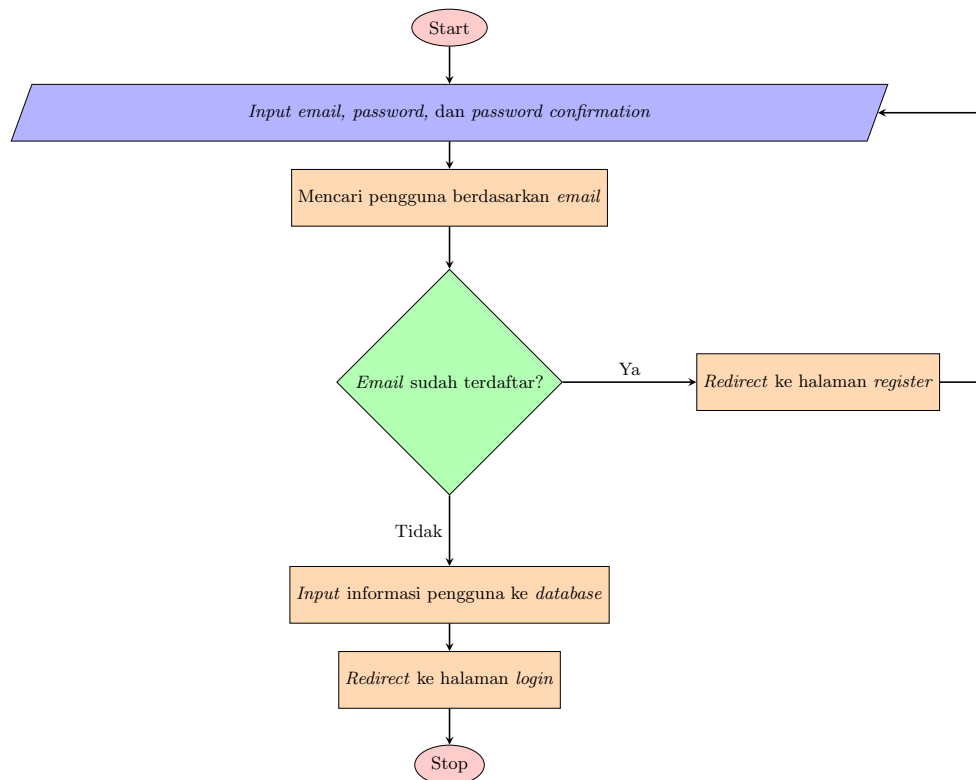 Start
Input email, password, dan password confirmation
Mencari pengguna berdasarkan email
Email sudah terdaftar?
Ya
Redirect ke halaman register
Tidak
Input informasi pengguna ke database
Redirect ke halaman login
Stop